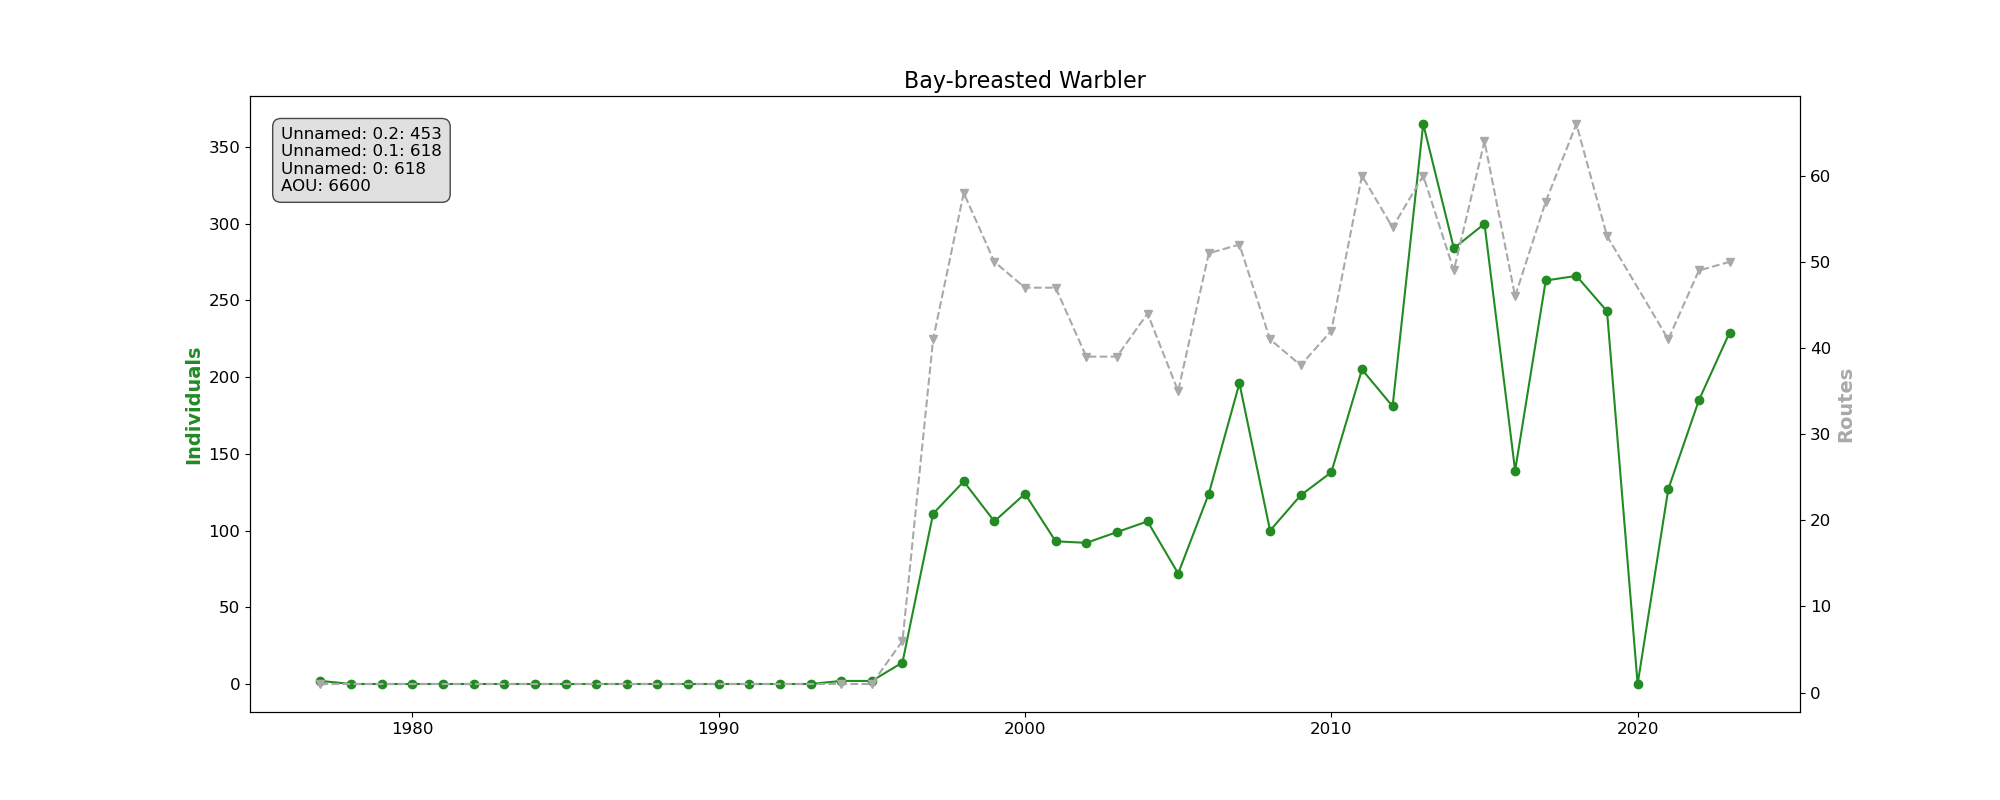 Bay-breasted Warbler
Unnamed: 0.2: 453
Unnamed: 0.1: 618
Unnamed: 0: 618
AOU: 6600
350
300
250
200
150
100
50
0
Individuals
60
50
40
30
20
10
0
Routes
1980
1990
2000
2010
2020